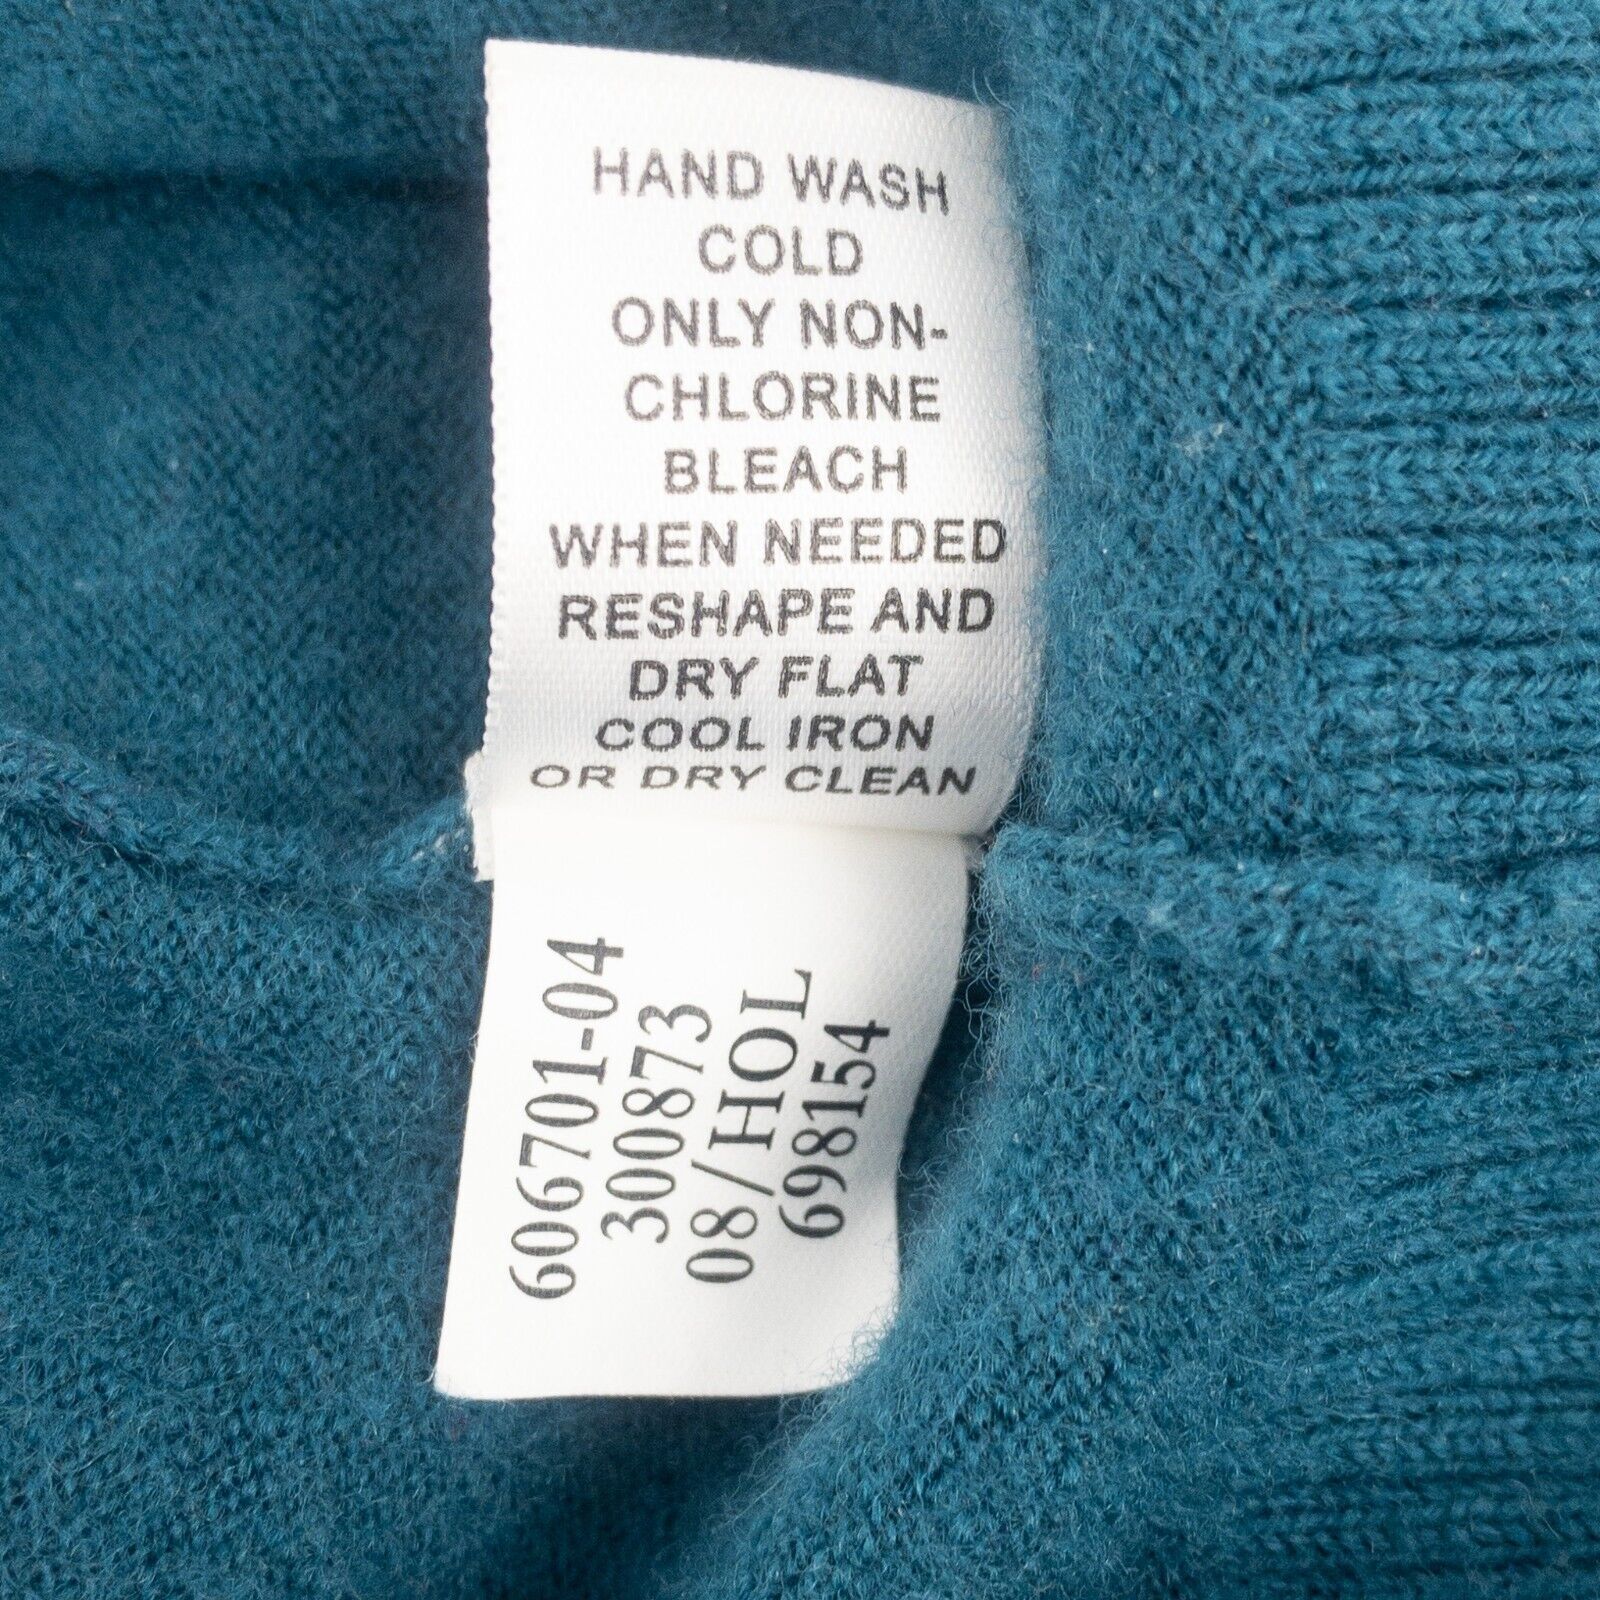 HAND WASH
COLD
ONLY NON-
CHLORINE
BLEACH
WHEN NEEDED
RESHAPE AND
DRY FLAT
COOL IRON
OR DRY CLEAN
606701-04
300873
08/HOL
698154